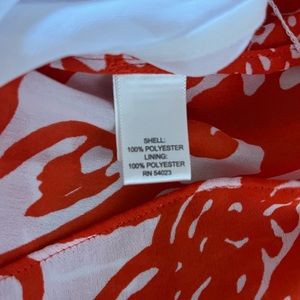 SHELL:
100% POLYESTER
LINING:
100% POLYESTER
RN 54023